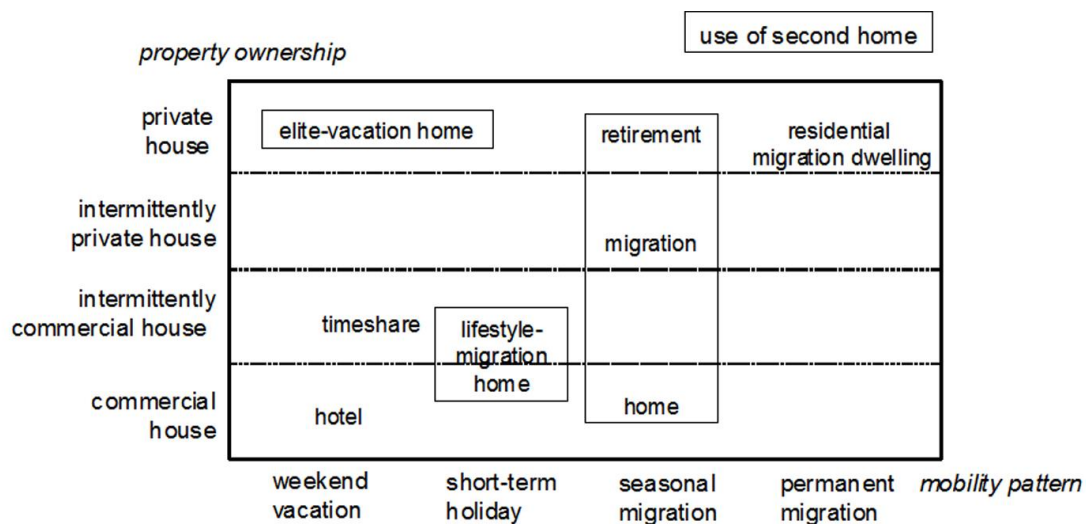 use of second home
property ownership
private
house
elite-vacation home
retirement
residential
migration dwelling
intermittently
private house
migration
intermittently
commercial house
timeshare
lifestyle-
migration
home
commercial
house
hotel
home
weekend
vacation
short-term
holiday
seasonal
migration
permanent
migration
mobility pattern